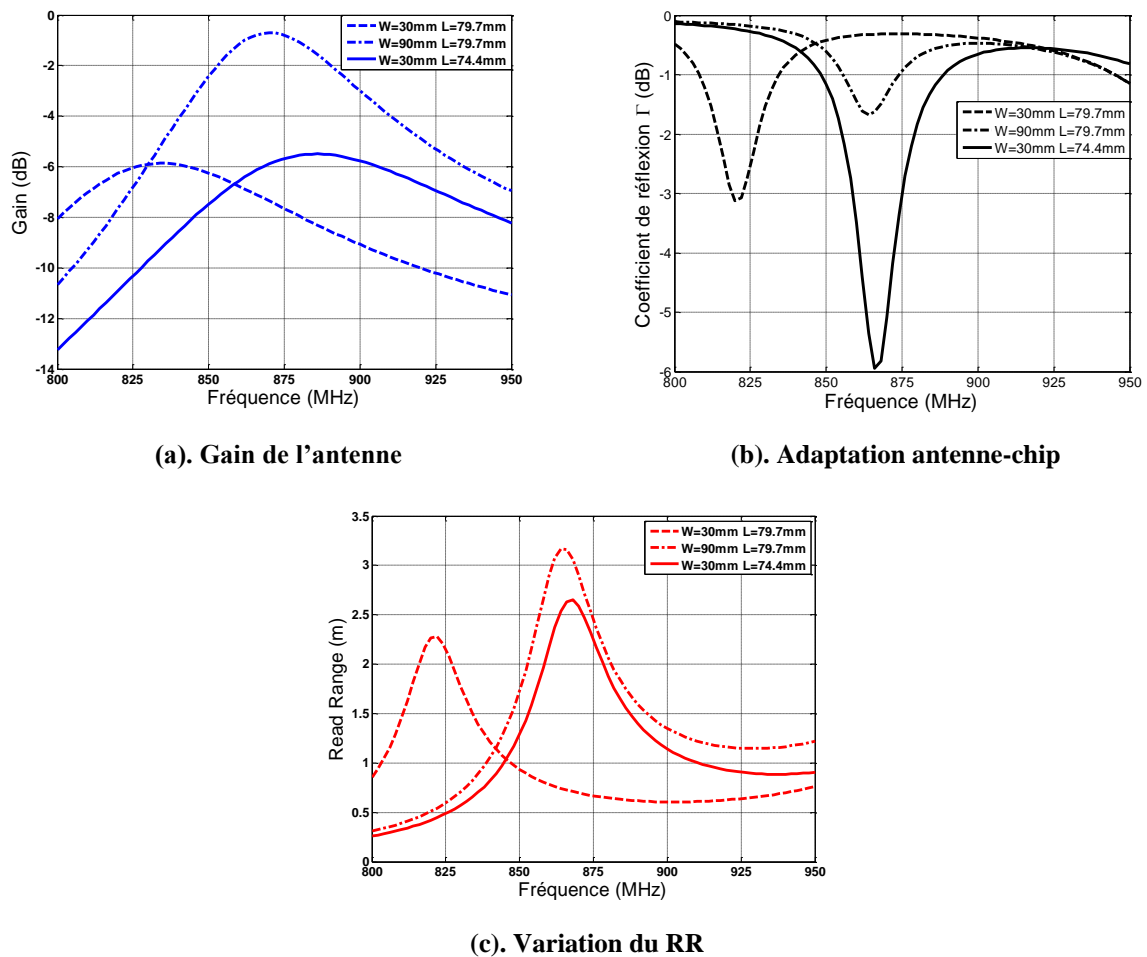 W=30mm L=79.7mm
W=90mm L=79.7mm
W=30mm L=74.4mm
0
-2
-4
-6
-8
-10
-12
-14
Gain (dB)
800 825 850 875 900 925 950
Fréquence (MHz)
(a). Gain de l'antenne
0
-1
-2
-3
-4
-5
-6
Coefficient de réflexion Γ (dB)
W=30mm L=79.7mm
W=90mm L=79.7mm
W=30mm L=74.4mm
800 825 850 875 900 925 950
Fréquence (MHz)
(b). Adaptation antenne-chip
3.5
3
2.5
2
1.5
1
0.5
0
Read Range (m)
W=30mm L=79.7mm
W=90mm L=79.7mm
W=30mm L=74.4mm
800 825 850 875 900 925 950
Fréquence (MHz)
(c). Variation du RR